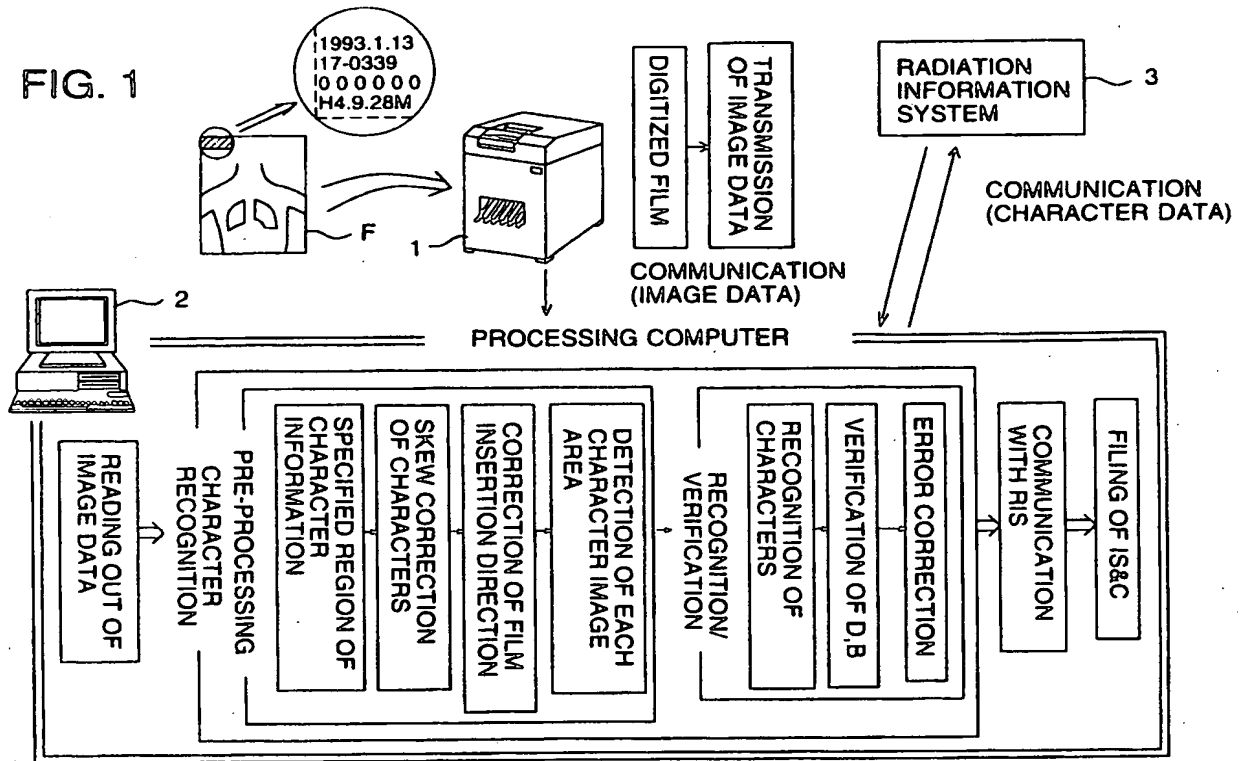 FIG. 1
1993.1.13
17-0339
0 0 0 0 0 0
H4.9.28M
F
1
DIGITIZED FILM
TRANSMISSION
OF IMAGE DATA
COMMUNICATION
(IMAGE DATA)
RADIATION
INFORMATION
SYSTEM
3
COMMUNICATION
(CHARACTER DATA)
2
PROCESSING COMPUTER
READING OUT OF
IMAGE DATA
CHARACTER
RECOGNITION
PRE-PROCESSING
SPECIFIED REGION OF
CHARACTER
INFORMATION
SKEW CORRECTION
OF CHARACTERS
CORRECTION OF FILM
INSERTION DIRECTION
DETECTION OF EACH
CHARACTER IMAGE
AREA
RECOGNITION/
VERIFICATION
RECOGNITION OF
CHARACTERS
VERIFICATION OF D,B
ERROR CORRECTION
COMMUNICATION
WITH RIS
FILING OF IS&C